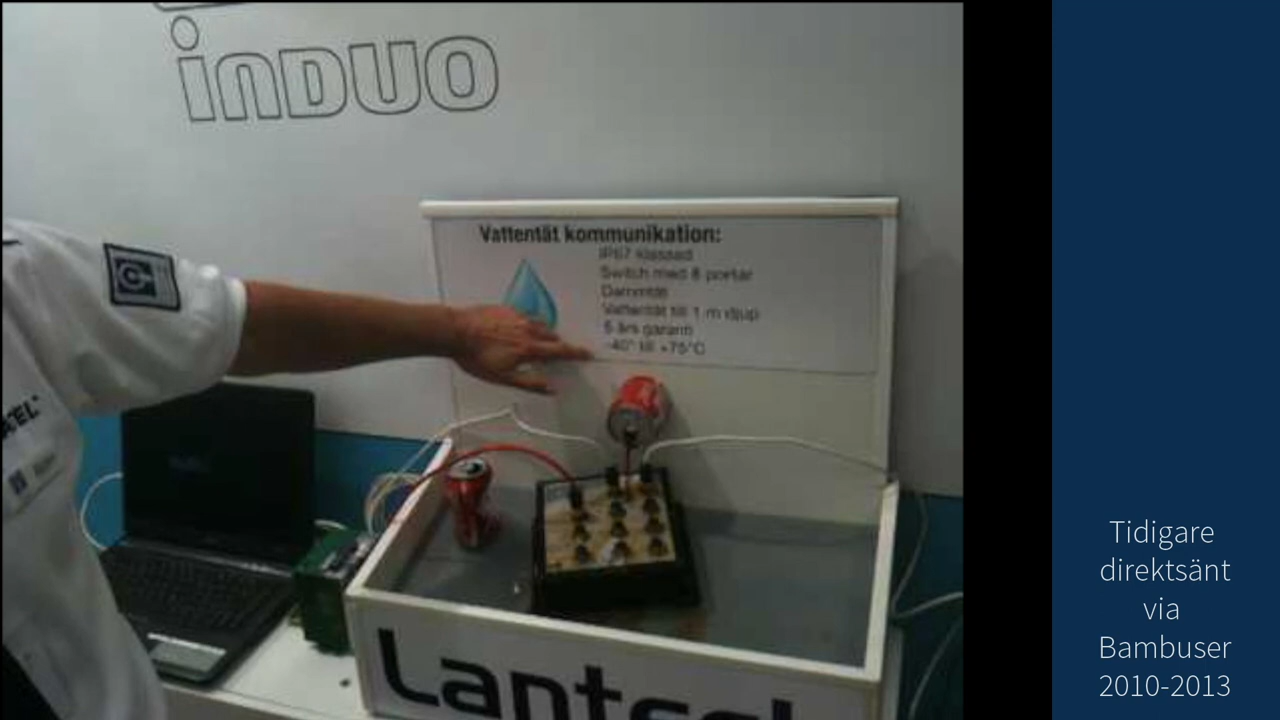 inDUO
Vattentät kommunikation:
IP67 klassad
Switch med 8 portar
Dammtät
Vattentät till 1 m djup
5 års garanti
-40° till +75°C
Tidigare
direktsänt
via
Bambuser
2010-2013